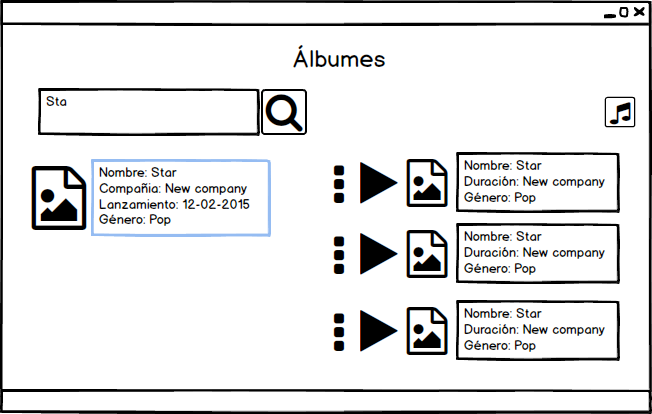 Álbumes
Sta
Nombre: Star
Compañia: New company
Lanzamiento: 12-02-2015
Género: Pop
Nombre: Star
Duración: New company
Género: Pop
Nombre: Star
Duración: New company
Género: Pop
Nombre: Star
Duración: New company
Género: Pop